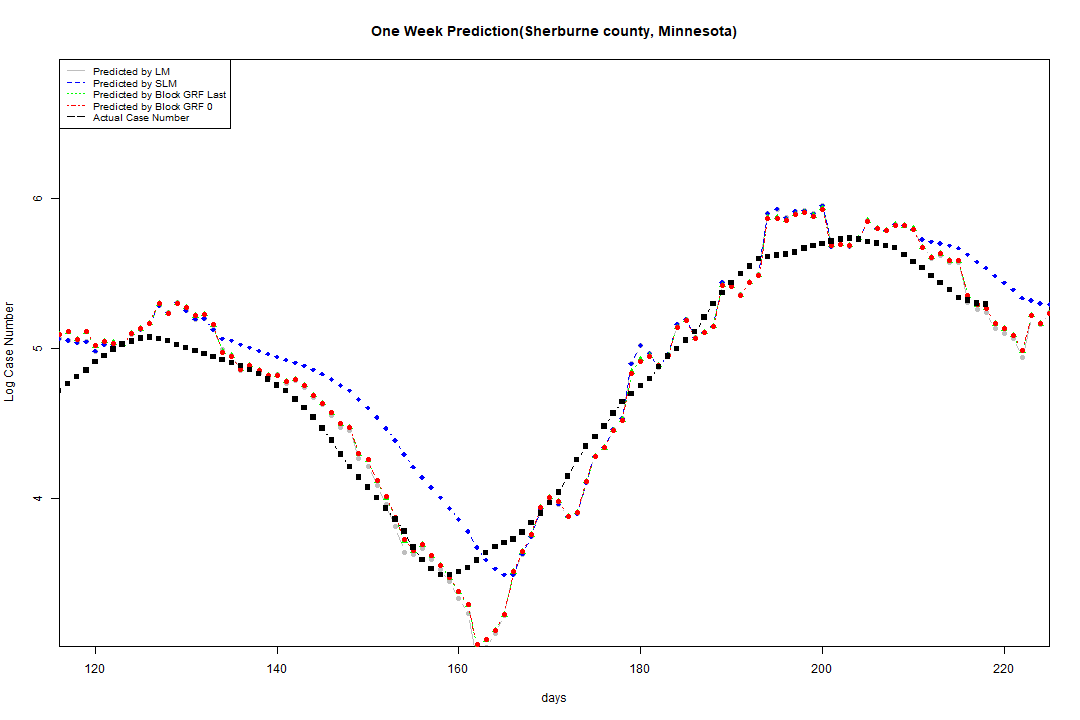 One Week Prediction(Sherburne county, Minnesota)
Predicted by LM
Predicted by SLM
Predicted by Block GRF Last
Predicted by Block GRF 0
Actual Case Number
Log Case Number
6
5
4
120 140 160 180 200 220
days